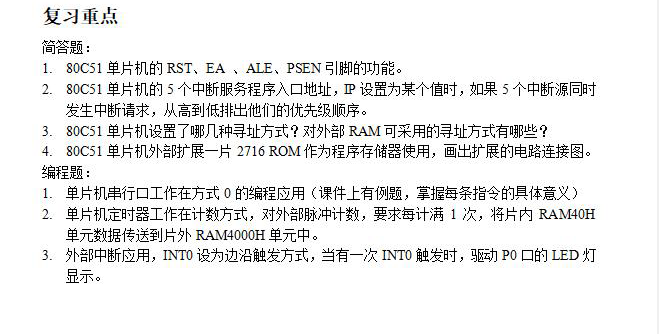 复习重点
简答题：
1. 80C51 单片机的 RST、EA 、ALE、PSEN 引脚的功能。
2. 80C51 单片机的 5 个中断服务程序入口地址，IP 设置为某个值时，如果 5 个中断源同时
发生中断请求，从高到低排出他们的优先级顺序。
3. 80C51 单片机设置了哪几种寻址方式？对外部 RAM 可采用的寻址方式有哪些？
4. 80C51 单片机外部扩展一片 2716 ROM 作为程序存储器使用，画出扩展的电路连接图。
编程题：
1. 单片机串行口工作在方式 0 的编程应用（课件上有例题，掌握每条指令的具体意义）
2. 单片机定时器工作在计数方式，对外部脉冲计数，要求每计满 1 次，将片内 RAM40H
单元数据传送到片外 RAM4000H 单元中。
3. 外部中断应用，INT0 设为边沿触发方式，当有一次 INT0 触发时，驱动 P0 口的 LED 灯
显示。